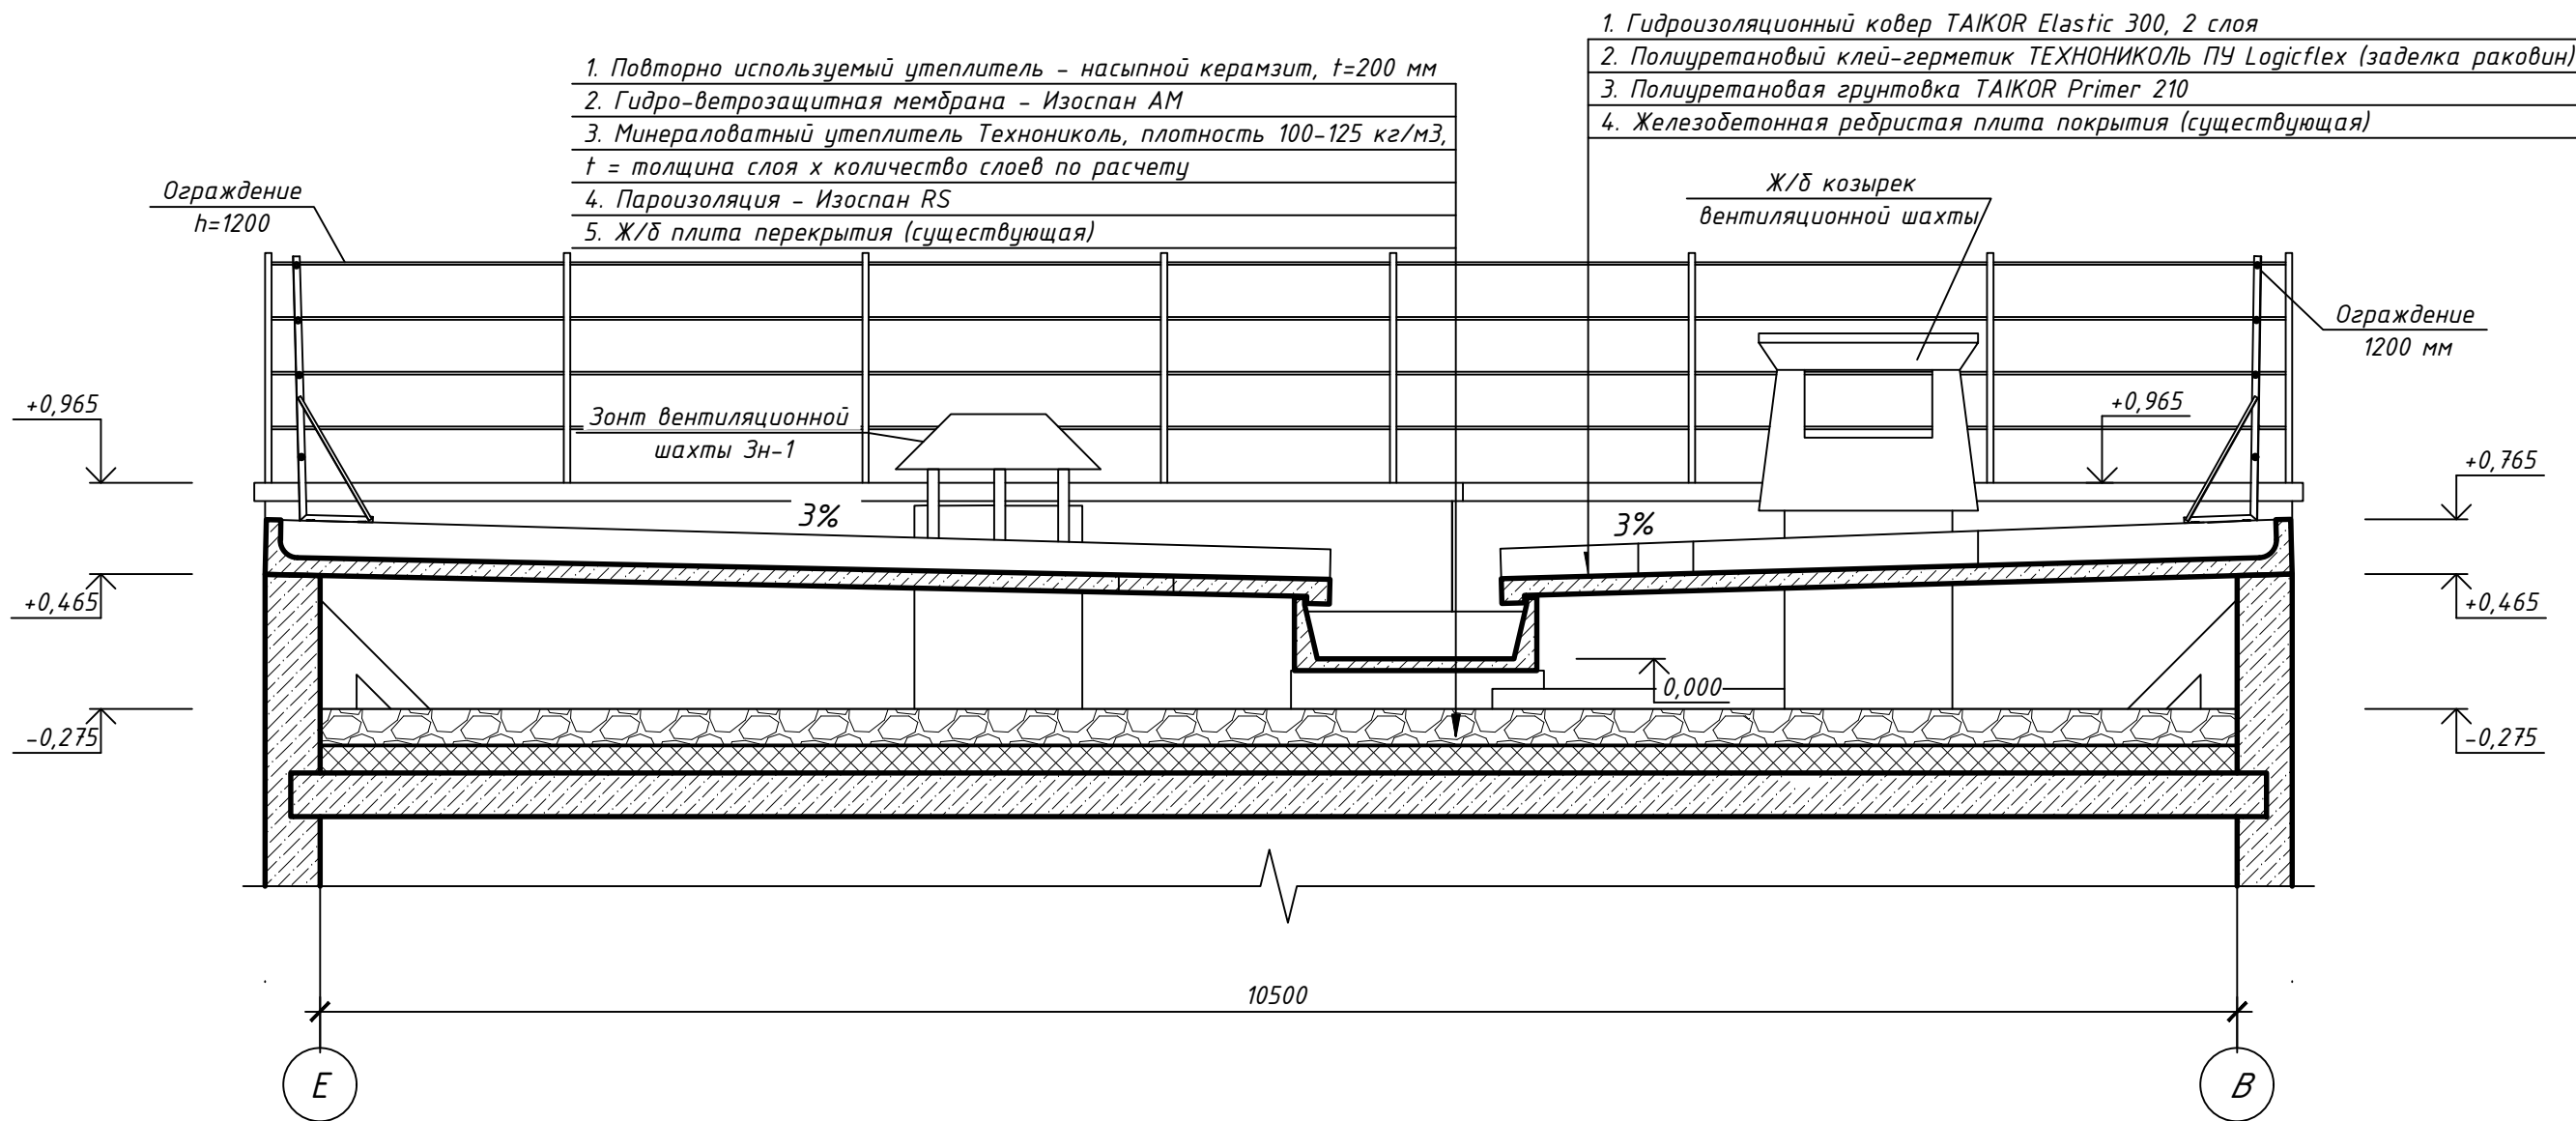 1. Гидроизоляционный ковер TAIKOR Elastic 300, 2 слоя
2. Полиуретановый клей-герметик ТЕХНОНИКОЛЬ ПУ Logicflex (заделка раковин)
3. Полиуретановая грунтовка TAIKOR Primer 210
4. Железобетонная ребристая плита покрытия (существующая)
1. Повторно используемый утеплитель - насыпной керамзит, t=200 мм
2. Гидро-ветрозащитная мембрана - Изоспан АМ
3. Минераловатный утеплитель Технониколь, плотность 100-125 кг/м3,
t = толщина слоя х количество слоев по расчету
4. Пароизоляция - Изоспан RS
5. Ж/б плита перекрытия (существующая)
Ограждение
h=1200
Ж/б козырек
вентиляционной шахты
Ограждение
1200 мм
+0,965
Зонт вентиляционной
шахты Зн-1
+0,965
+0,765
3%
3%
+0,465
+0,465
0,000
-0,275
-0,275
10500
Е
В